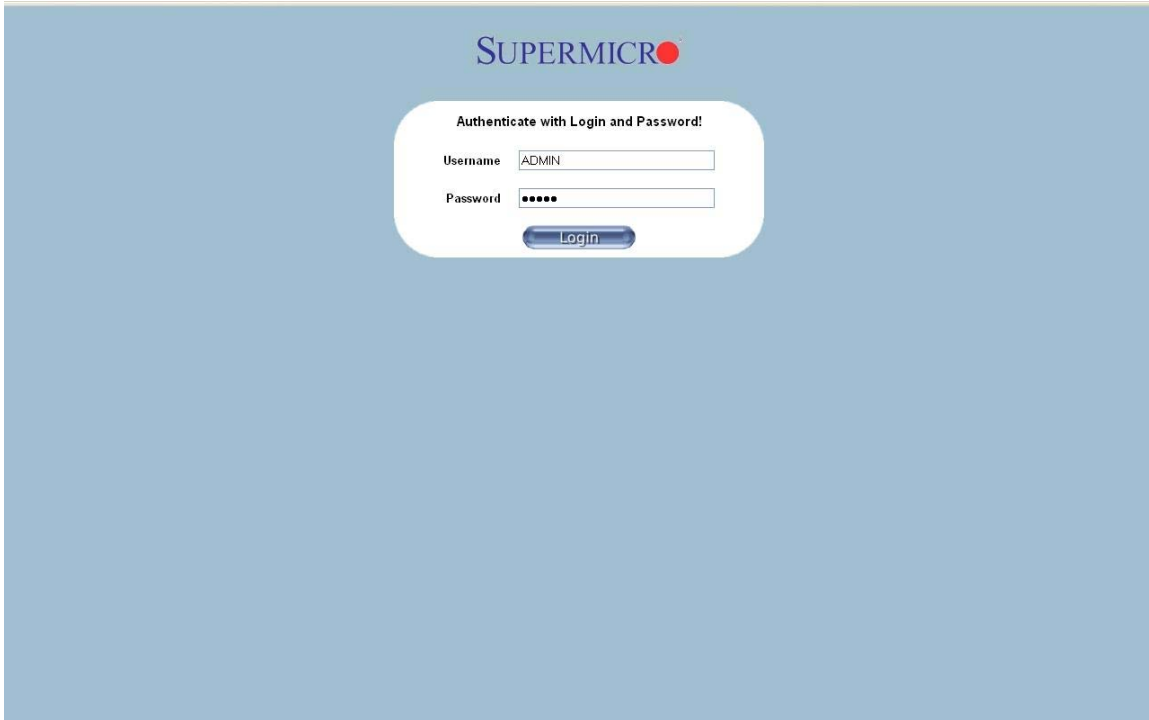 SUPERMICRO
Authenticate with Login and Password!
Username ADMIN
Password •••••
Login